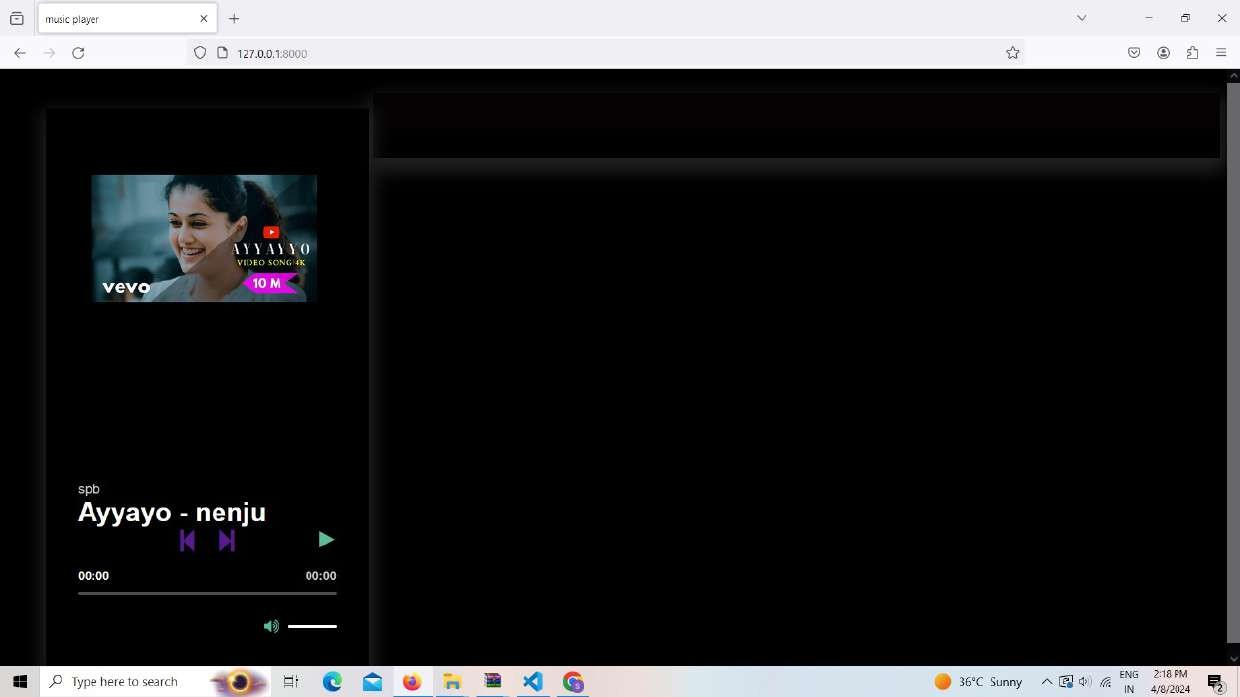 music player
127.0.0.1:8000
AYYAYYO
VIDEO SONG 4K
vevo
10 M
spb
Ayyayo - nenju
00:00
00:00
Type here to search
36°C Sunny
ENG
IN
2:18 PM
4/8/2024
2